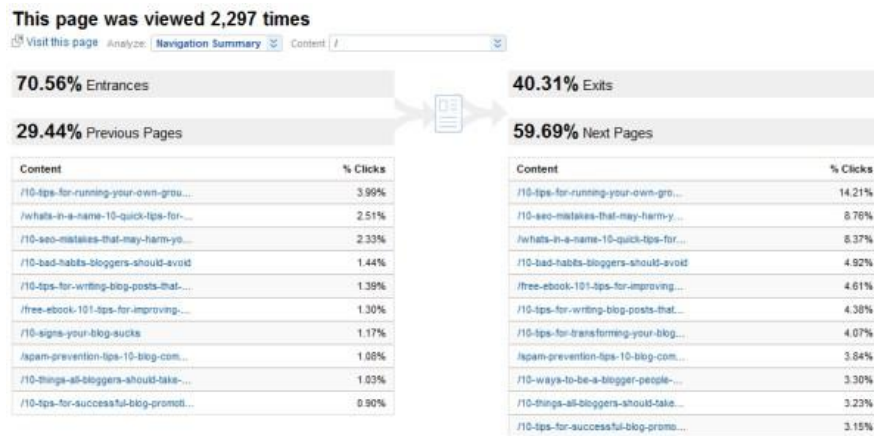 This page was viewed 2,297 times
Visit this page Analyze: Navigation Summary Content: /
70.56% Entrances
29.44% Previous Pages
Content % Clicks
/10-tips-for-running-your-own-grou... 3.99%
/whats-in-a-name-10-quick-tips-for-... 2.51%
/10-seo-mistakes-that-may-harm-yo... 2.33%
/10-bad-habits-bloggers-should-avoid 1.44%
/10-tips-for-writing-blog-posts-that-... 1.39%
/free-ebook-101-tips-for-improving-... 1.30%
/10-signs-your-blog-sucks 1.17%
/spam-prevention-tips-10-blog-com... 1.08%
/10-things-all-bloggers-should-take-... 1.03%
/10-tips-for-successful-blog-promoti... 0.90%
40.31% Exits
59.69% Next Pages
Content % Clicks
/10-tips-for-running-your-own-gro... 14.21%
/10-seo-mistakes-that-may-harm-y... 8.76%
/whats-in-a-name-10-quick-tips-for... 8.37%
/10-bad-habits-bloggers-should-avoid 4.92%
/free-ebook-101-tips-for-improving... 4.61%
/10-tips-for-writing-blog-posts-that... 4.38%
/10-tips-for-transforming-your-blog... 4.07%
/spam-prevention-tips-10-blog-com... 3.84%
/10-ways-to-be-a-blogger-people-... 3.30%
/10-things-all-bloggers-should-take... 3.23%
/10-tips-for-successful-blog-promo... 3.15%